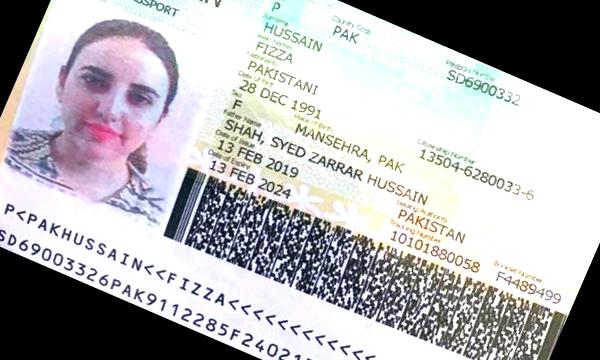 SSPORT
P
Country Code
PAK
Surname
HUSSAIN
Passport Number
SD6900332
FIZZA
Nationality
PAKISTANI
Date of Birth
28 DEC 1991
Citizenship Number
13504-6280033-6
Sex
F
Place of Birth
MANSEHRA, PAK
Father Name
SHAH, SYED ZARRAR HUSSAIN
Date of Issue
13 FEB 2019
Issuing Authority
PAKISTAN
Date of Expiry
13 FEB 2024
Tracking Number
10101880058
Booklet Number
F4489499
P<PAKHUSSAIN<<FIZZA<<<<<<<<<<<<
SD69003326PAK9112285F24021